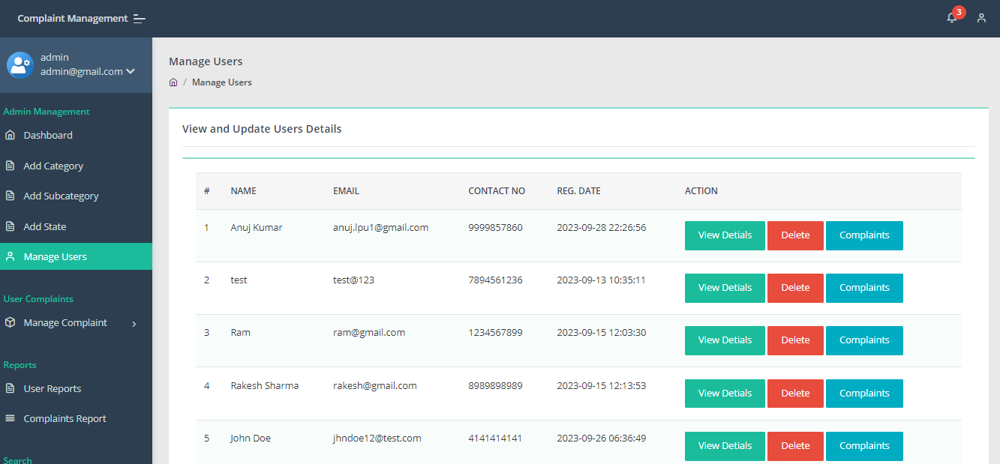 Complaint Management
3
admin
admin@gmail.com
Admin Management
Dashboard
Add Category
Add Subcategory
Add State
Manage Users
User Complaints
Manage Complaint
Reports
User Reports
Complaints Report
Search
Manage Users
/ Manage Users
View and Update Users Details
# NAME EMAIL CONTACT NO REG. DATE ACTION
1 Anuj Kumar anuj.lpu1@gmail.com 9999857860 2023-09-28 22:26:56 View Detials Delete Complaints
2 test test@123 7894561236 2023-09-13 10:35:11 View Detials Delete Complaints
3 Ram ram@gmail.com 1234567899 2023-09-15 12:03:30 View Detials Delete Complaints
4 Rakesh Sharma rakesh@gmail.com 8989898989 2023-09-15 12:13:53 View Detials Delete Complaints
5 John Doe jhndoe12@test.com 4141414141 2023-09-26 06:36:49 View Detials Delete Complaints